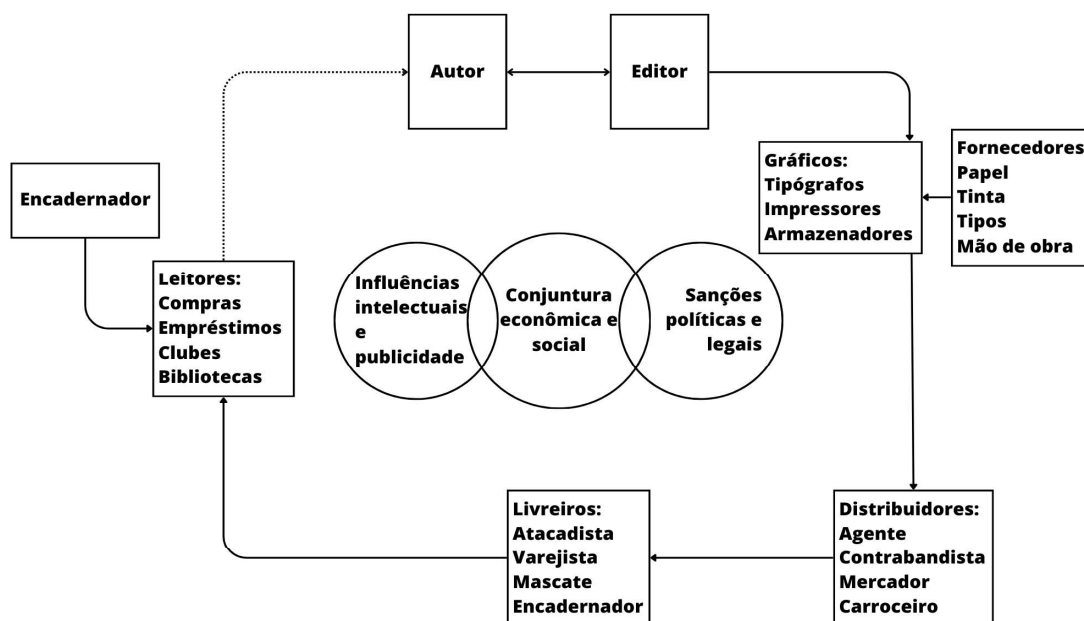 Autor
Editor
Gráficos:
Tipógrafos
Impressores
Armazenadores
Fornecedores
Papel
Tinta
Tipos
Mão de obra
Encadernador
Leitores:
Compras
Empréstimos
Clubes
Bibliotecas
Influências
intelectuais
e
publicidade
Conjuntura
econômica e
social
Sanções
políticas e
legais
Livreiros:
Atacadista
Varejista
Mascate
Encadernador
Distribuidores:
Agente
Contrabandista
Mercador
Carroceiro